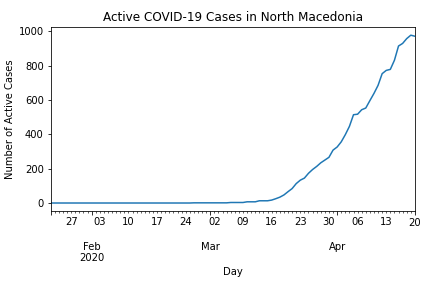 Active COVID-19 Cases in North Macedonia
1000
800
600
400
200
0
Number of Active Cases
27 03 10 17 24 02 09 16 23 30 06 13 20
Feb Mar Apr
2020
Day